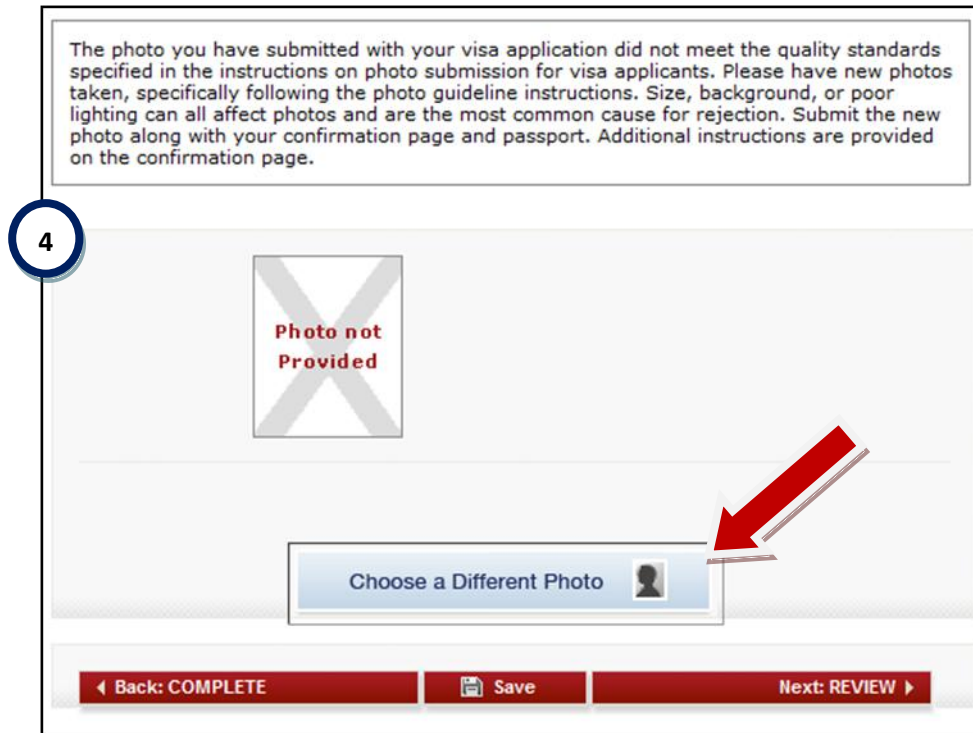 The photo you have submitted with your visa application did not meet the quality standards
specified in the instructions on photo submission for visa applicants. Please have new photos
taken, specifically following the photo guideline instructions. Size, background, or poor
lighting can all affect photos and are the most common cause for rejection. Submit the new
photo along with your confirmation page and passport. Additional instructions are provided
on the confirmation page.
4
Photo not
Provided
Choose a Different Photo
Back: COMPLETE
Save
Next: REVIEW